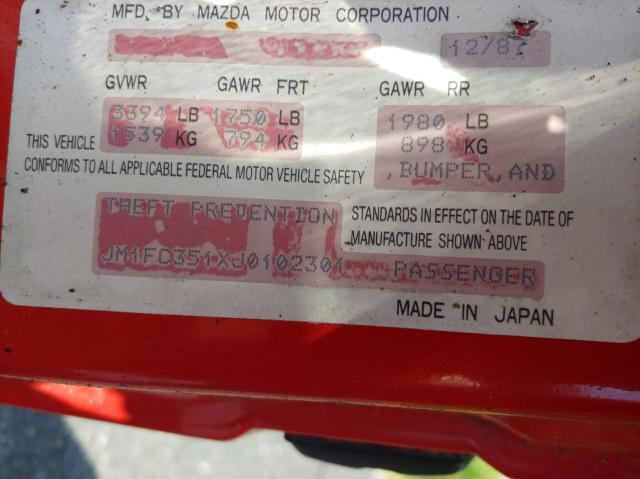 MFD. BY MAZDA MOTOR CORPORATION
12/87
GVWR GAWR FRT GAWR RR
3394 LB 1750 LB 1980 LB
THIS VEHICLE 1539 KG 794 KG 898 KG
CONFORMS TO ALL APPLICABLE FEDERAL MOTOR VEHICLE SAFETY ,BUMPER,AND
THEFT PREVENTION STANDARDS IN EFFECT ON THE DATE OF
MANUFACTURE SHOWN ABOVE
JM1FC351XJ0102301 PASSENGER
MADE IN JAPAN